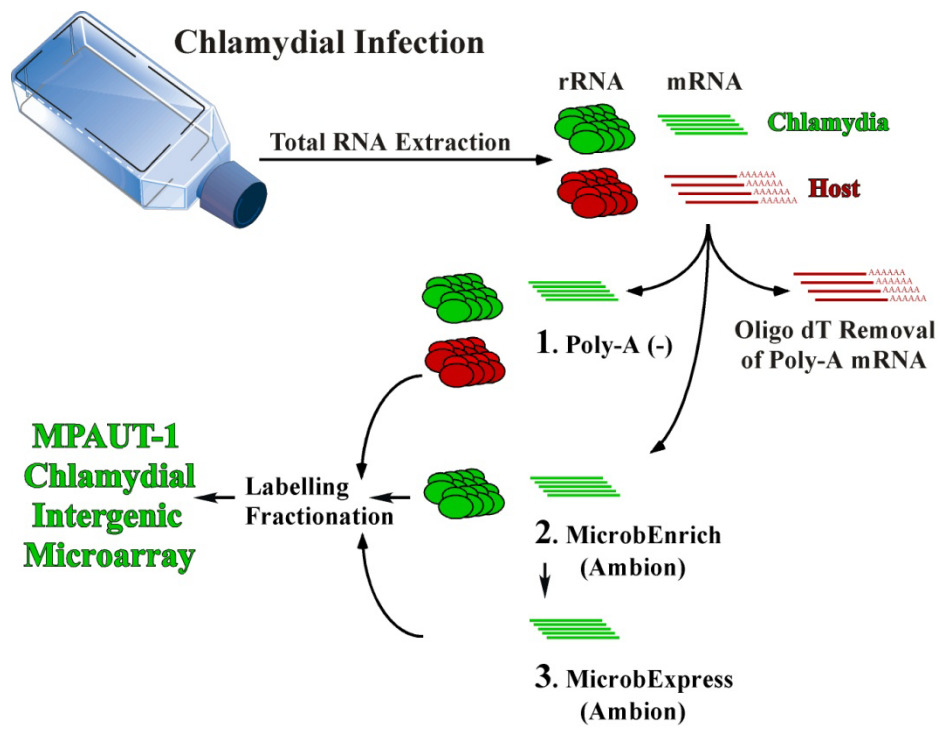 Chlamydial Infection
rRNA mRNA
Chlamydia
Total RNA Extraction
AAAAAA
AAAAAA
AAAAAA
AAAAAA
Host
AAAAAA
AAAAAA
AAAAAA
AAAAAA
1. Poly-A (-)
Oligo dT Removal
of Poly-A mRNA
MPAUT-1
Chlamydial
Intergenic
Microarray
Labelling
Fractionation
2. MicrobEnrich
(Ambion)
3. MicrobExpress
(Ambion)